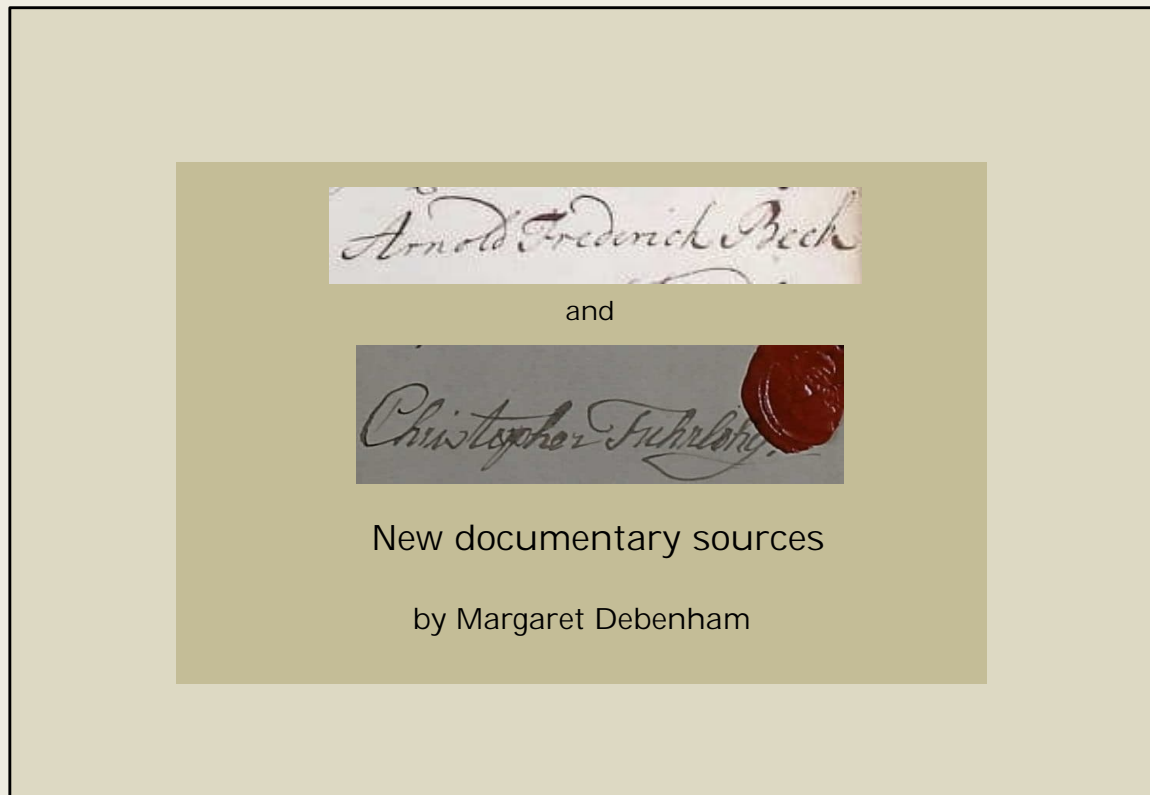 Arnold Frederick Beck
and
Christopher Fuhrlohg.
New documentary sources
by Margaret Debenham